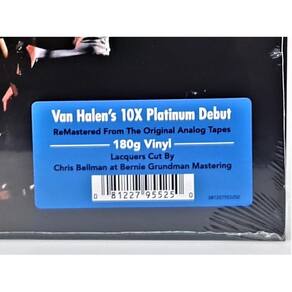 Van Halen's 10X Platinum Debut
ReMastered From The Original Analog Tapes
180g Vinyl
Lacquers Cut By
Chris Bellman at Bernie Grundman Mastering
0 81227 95525 0